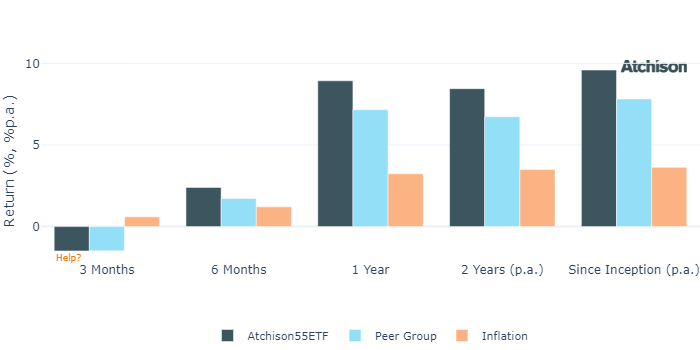 Atchison
10
5
0
Return (%, %p.a.)
Help?
3 Months
6 Months
1 Year
2 Years (p.a.)
Since Inception (p.a.)
Atchison55ETF
Peer Group
Inflation